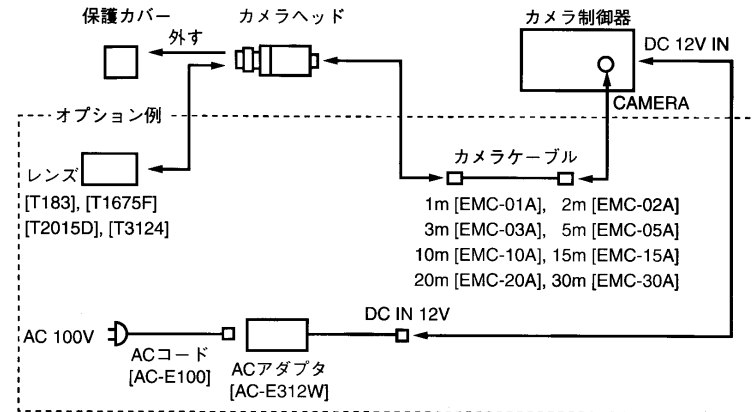 保護カバー
カメラヘッド
カメラ制御器
外す
DC 12V IN
CAMERA
オプション例
レンズ
[T183], [T1675F]
[T2015D], [T3124]
カメラケーブル
1m [EMC-01A], 2m [EMC-02A]
3m [EMC-03A], 5m [EMC-05A]
10m [EMC-10A], 15m [EMC-15A]
20m [EMC-20A], 30m [EMC-30A]
DC IN 12V
AC 100V
ACコード
[AC-E100]
ACアダプタ
[AC-E312W]